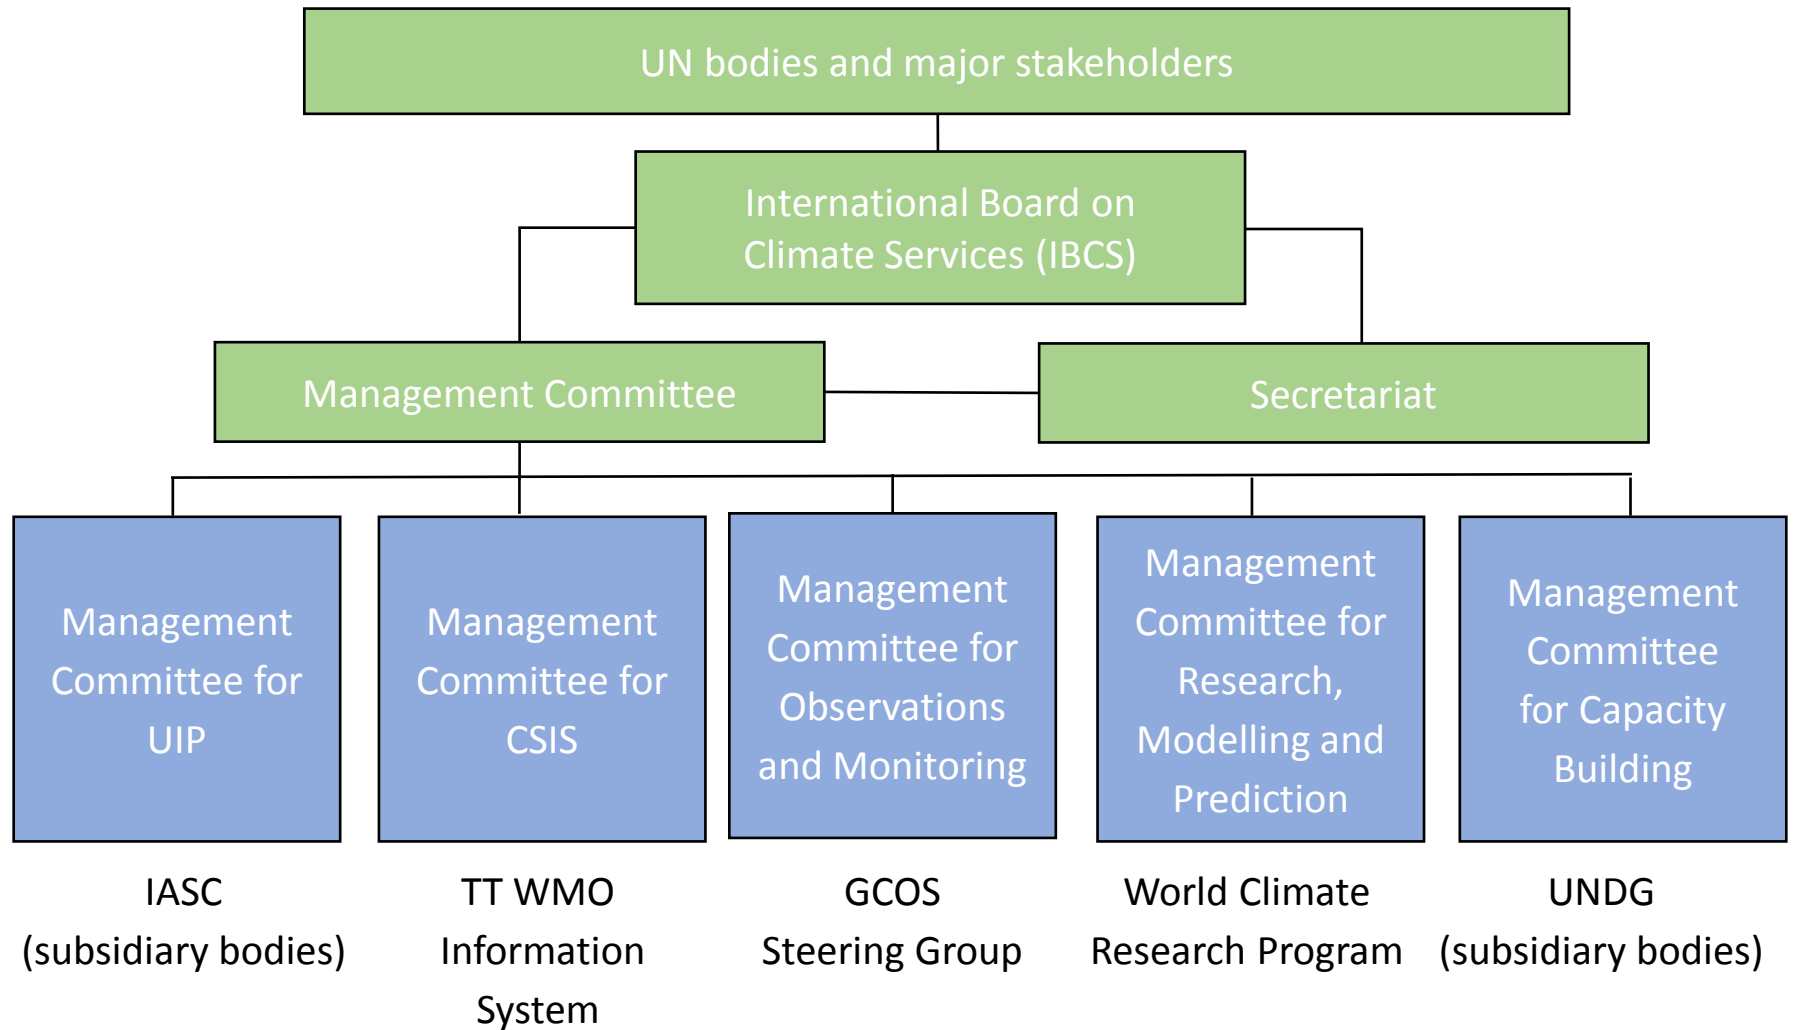 UN bodies and major stakeholders
International Board on
Climate Services (IBCS)
Management Committee
Secretariat
Management
Committee for
UIP
Management
Committee for
CSIS
Management
Committee for
Observations
and Monitoring
Management
Committee for
Research,
Modelling and
Prediction
Management
Committee
for Capacity
Building
IASC
(subsidiary bodies)
TT WMO
Information
System
GCOS
Steering Group
World Climate
Research Program
UNDG
(subsidiary bodies)